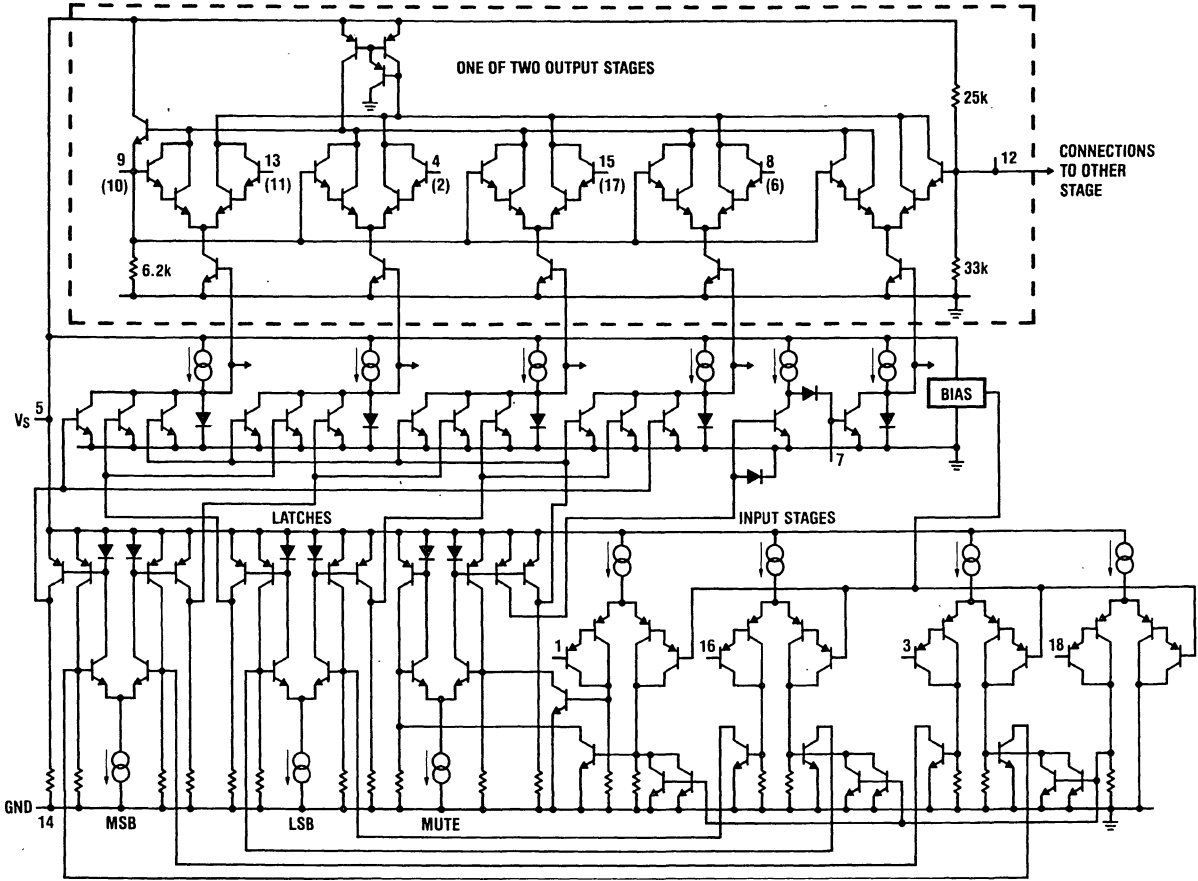 ONE OF TWO OUTPUT STAGES
25k
9
(10)
13
(11)
4
(2)
15
(17)
8
(6)
12
CONNECTIONS
TO OTHER
STAGE
6.2k
33k
5
VS
BIAS
7
LATCHES
INPUT STAGES
1
16
3
18
GND
14
MSB
LSB
MUTE